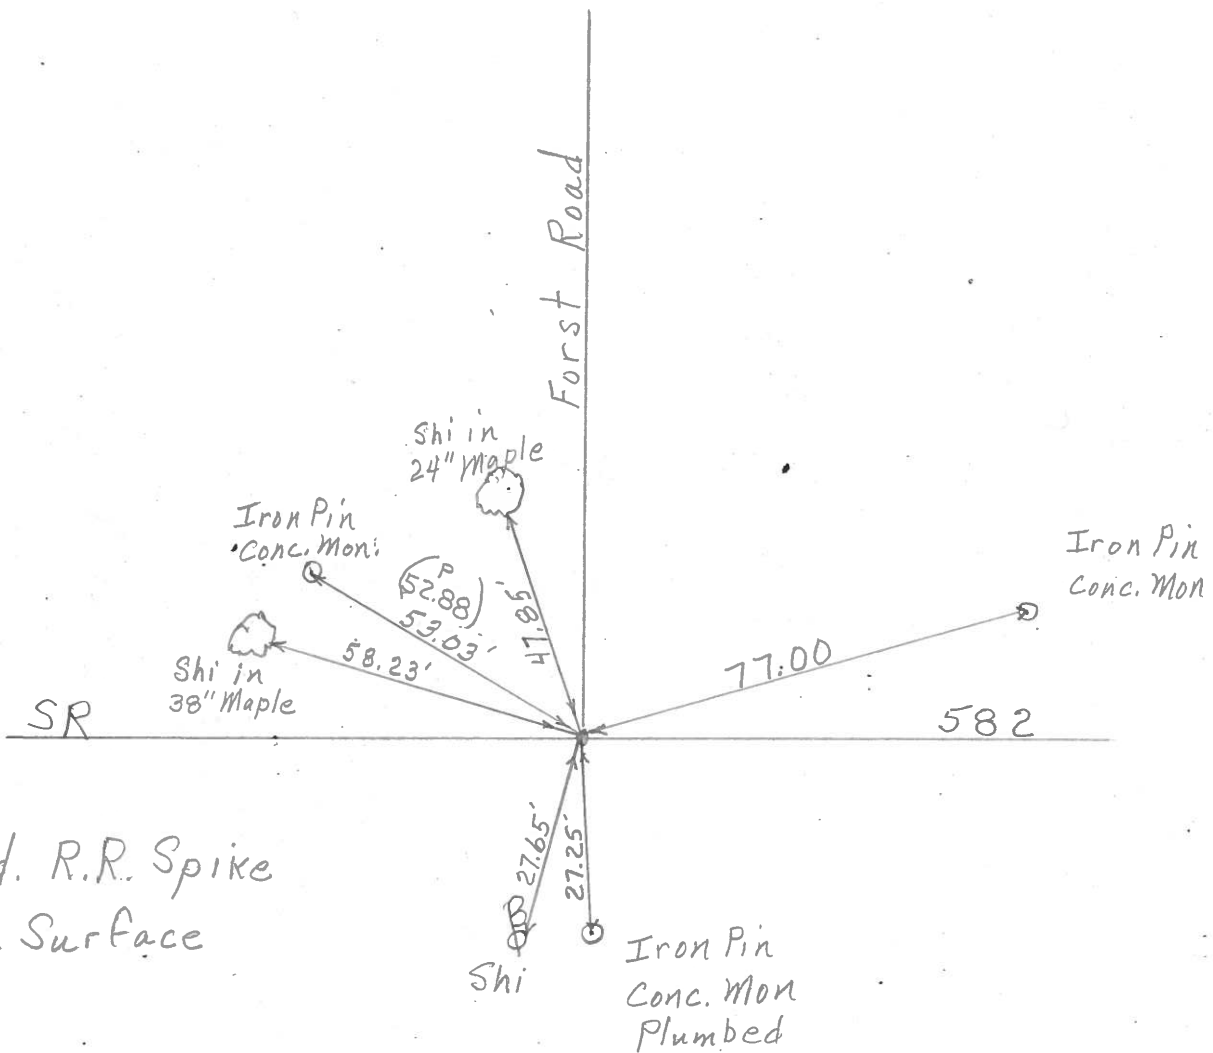 Forst Road
Shi in
24" Maple
Iron Pin
Conc. Mon.
(P
52.88)
53.03'
47.85'
58.23'
Shi in
38" Maple
Iron Pin
Conc. Mon
77.00
SR
582
27.65'
27.25'
d. R.R. Spike
Surface
Shi
Iron Pin
Conc. Mon
Plumbed